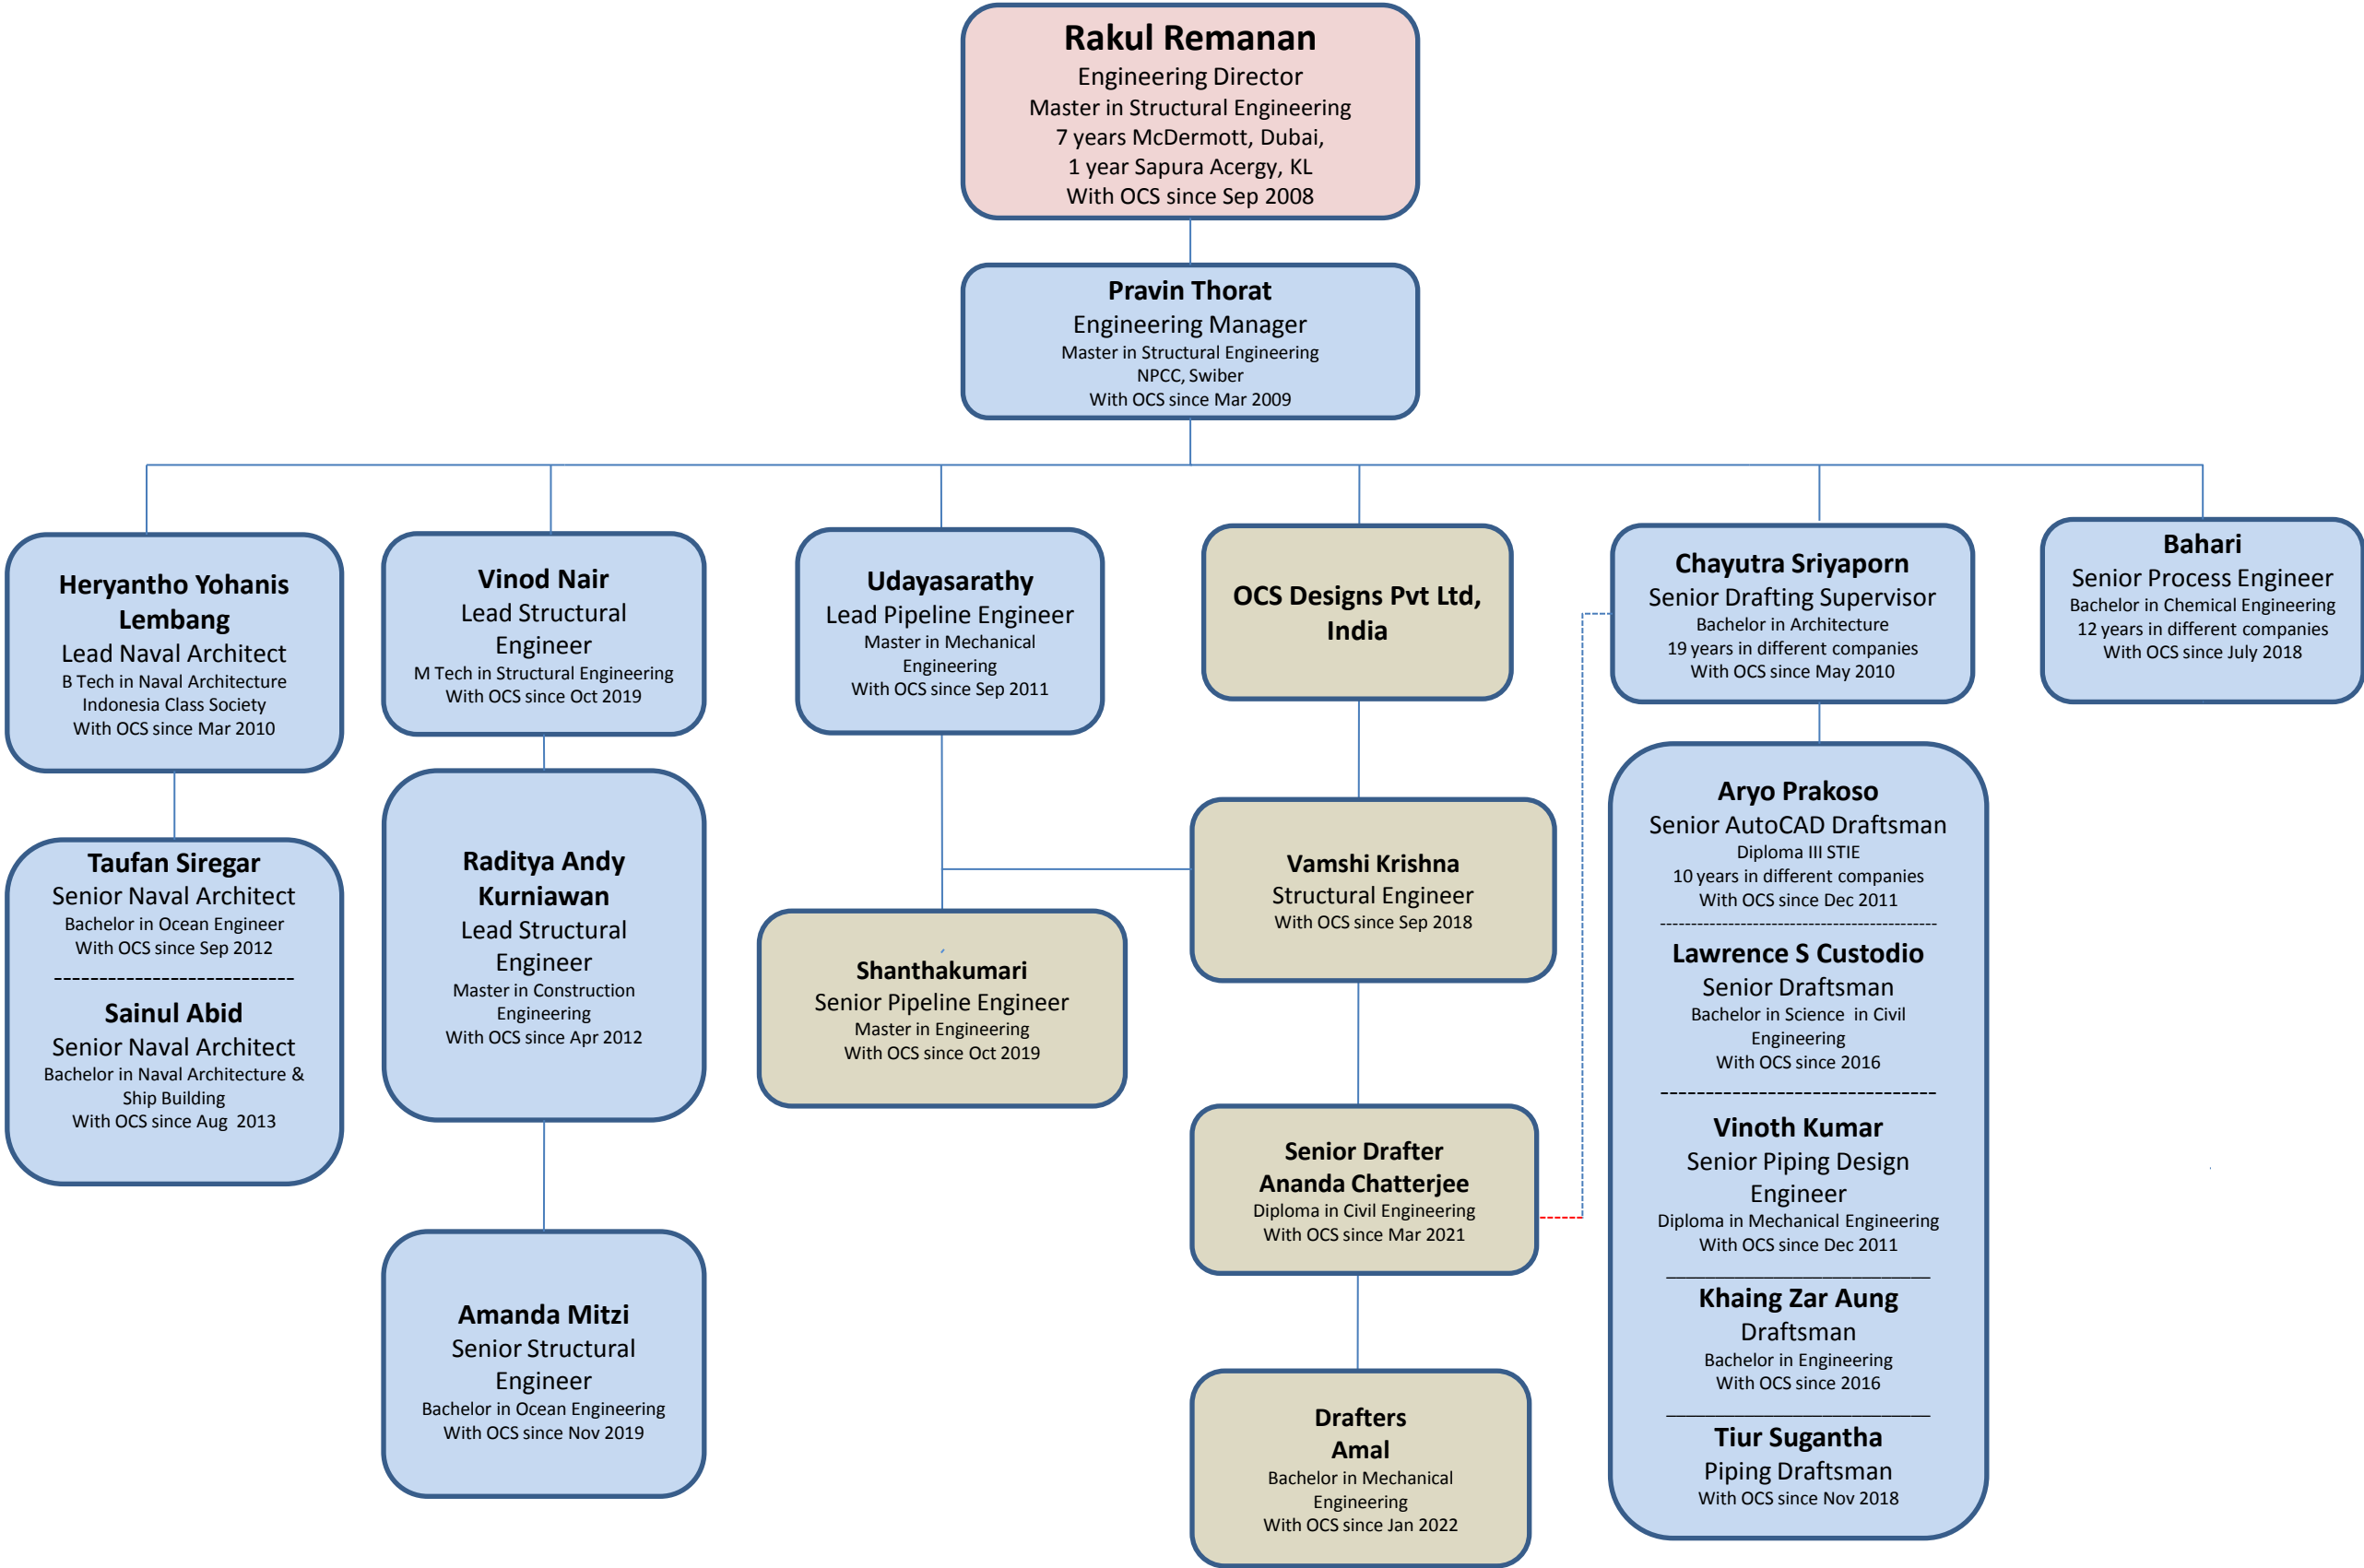 Rakul Remanan
Engineering Director
Master in Structural Engineering
7 years McDermott, Dubai,
1 year Sapura Acergy, KL
With OCS since Sep 2008
Pravin Thorat
Engineering Manager
Master in Structural Engineering
NPCC, Swiber
With OCS since Mar 2009
Heryantho Yohanis
Lembang
Lead Naval Architect
B Tech in Naval Architecture
Indonesia Class Society
With OCS since Mar 2010
Vinod Nair
Lead Structural
Engineer
M Tech in Structural Engineering
With OCS since Oct 2019
Udayasarathy
Lead Pipeline Engineer
Master in Mechanical
Engineering
With OCS since Sep 2011
OCS Designs Pvt Ltd,
India
Chayutra Sriyaporn
Senior Drafting Supervisor
Bachelor in Architecture
19 years in different companies
With OCS since May 2010
Bahari
Senior Process Engineer
Bachelor in Chemical Engineering
12 years in different companies
With OCS since July 2018
Taufan Siregar
Senior Naval Architect
Bachelor in Ocean Engineer
With OCS since Sep 2012
---------------------------
Sainul Abid
Senior Naval Architect
Bachelor in Naval Architecture &
Ship Building
With OCS since Aug  2013
Raditya Andy
Kurniawan
Lead Structural
Engineer
Master in Construction
Engineering
With OCS since Apr 2012
Amanda Mitzi
Senior Structural
Engineer
Bachelor in Ocean Engineering
With OCS since Nov 2019
Shanthakumari
Senior Pipeline Engineer
Master in Engineering
With OCS since Oct 2019
Vamshi Krishna
Structural Engineer
With OCS since Sep 2018
Senior Drafter
Ananda Chatterjee
Diploma in Civil Engineering
With OCS since Mar 2021
Drafters
Amal
Bachelor in Mechanical
Engineering
With OCS since Jan 2022
Aryo Prakoso
Senior AutoCAD Draftsman
Diploma III STIE
10 years in different companies
With OCS since Dec 2011
--------------------------------------------
Lawrence S Custodio
Senior Draftsman
Bachelor in Science  in Civil
Engineering
With OCS since 2016
-------------------------------
Vinoth Kumar
Senior Piping Design
Engineer
Diploma in Mechanical Engineering
With OCS since Dec 2011
___________________________
Khaing Zar Aung
Draftsman
Bachelor in Engineering
With OCS since 2016
___________________________
Tiur Sugantha
Piping Draftsman
With OCS since Nov 2018